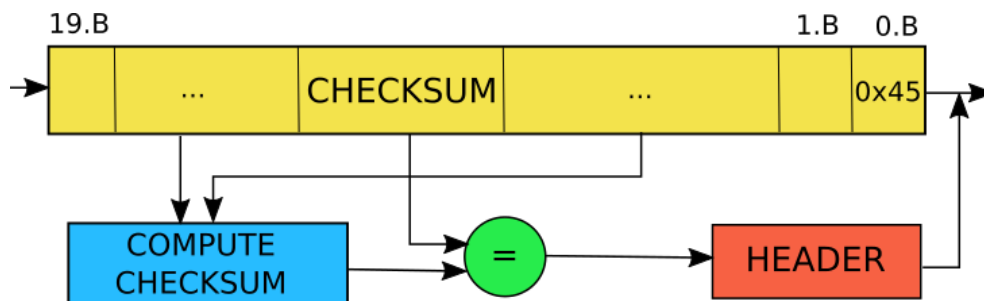 19.B
1.B
0.B
...
CHECKSUM
...
0x45
COMPUTE
CHECKSUM
=
HEADER